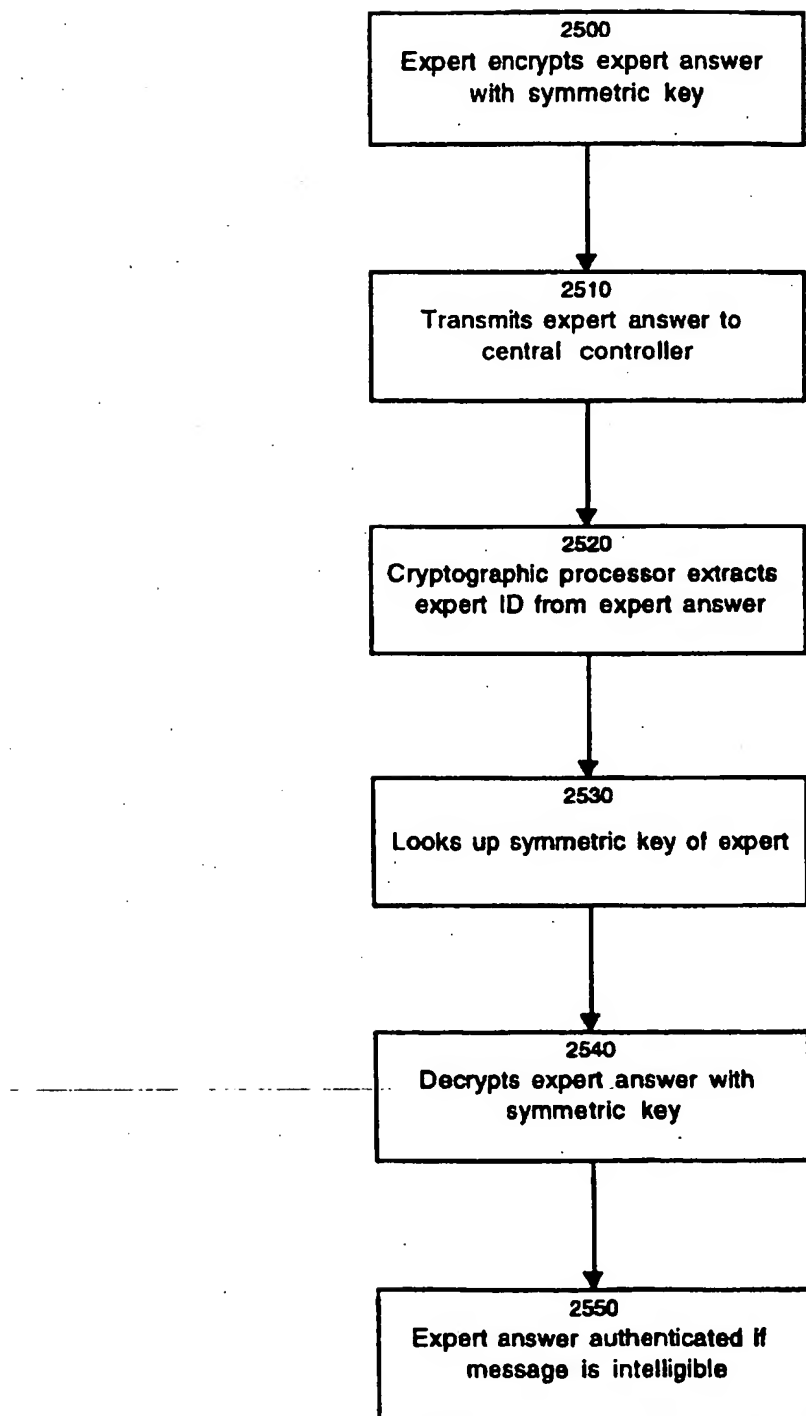 2500
Expert encrypts expert answer
with symmetric key
2510
Transmits expert answer to
central controller
2520
Cryptographic processor extracts
expert ID from expert answer
2530
Looks up symmetric key of expert
2540
Decrypts expert answer with
symmetric key
2550
Expert answer authenticated if
message is intelligible